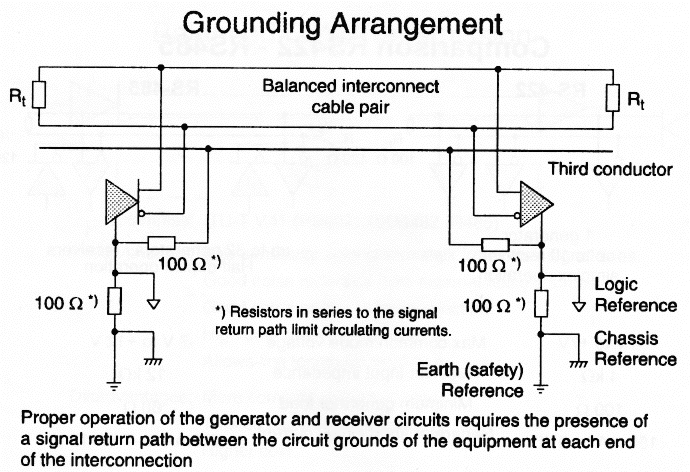 Grounding Arrangement
Balanced interconnect
cable pair
Rt
Rt
Third conductor
100 Ω *)
100 Ω *)
100 Ω *)
100 Ω *)
Logic
Reference
*) Resistors in series to the signal
return path limit circulating currents.
Chassis
Reference
Earth (safety)
Reference
Proper operation of the generator and receiver circuits requires the presence of
a signal return path between the circuit grounds of the equipment at each end
of the interconnection